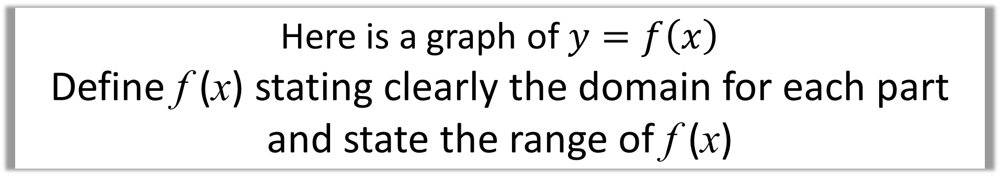 Here is a graph of y = f(x)
Define f (x) stating clearly the domain for each part
and state the range of f (x)